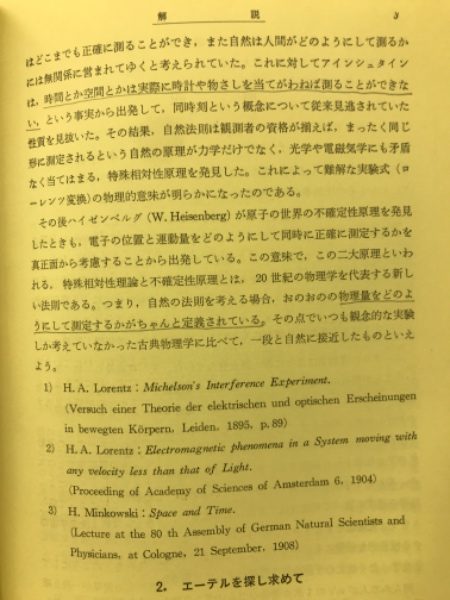 解説 3
はどこまでも正確に測ることができ，また自然は人間がどのようにして測るか
には無関係に営まれてゆくと考えられていた。これに対してアインシュタイン
は，時間とか空間とかは実際に時計や物さしを当てがわねば測ることができな
い，という事実から出発して，同時刻という概念について従来見逃されていた
性質を見抜いた。その結果，自然法則は観測者の資格が揃えば，まったく同じ
形に測定されるという自然の原理が力学だけでなく，光学や電磁気学にも矛盾
なく当てはまる，特殊相対性原理を発見した。これによって難解な実験式（ロ
ーレンツ変換）の物理的意味が明らかになったのである。
その後ハイゼンベルグ (W. Heisenberg) が原子の世界の不確定性原理を発見
したときも，電子の位置と運動量をどのようにして同時に正確に測定するかを
真正面から考慮することから出発している。この意味で，この二大原理といわ
れる，特殊相対性理論と不確定性原理とは，20 世紀の物理学を代表する新し
い法則である。つまり，自然の法則を考える場合，おのおのの物理量をどのよ
うにして測定するかがちゃんと定義されている。その点でいつも観念的な実験
しか考えていなかった古典物理学に比べて，一段と自然に接近したものといえ
よう。
1) H. A. Lorentz : Michelson's Interference Experiment.
(Versuch einer Theorie der elektrischen und optischen Erscheinungen
in bewegten Körpern. Leiden. 1895, p. 89)
2) H. A. Lorentz : Electromagnetic phenomena in a System moving with
any velocity less than that of Light.
(Proceeding of Academy of Sciences of Amsterdam 6, 1904)
3) H. Minkowski : Space and Time.
(Lecture at the 80 th Assembly of German Natural Scientists and
Physicians, at Cologne, 21 September, 1908)
2. エーテルを探し求めて